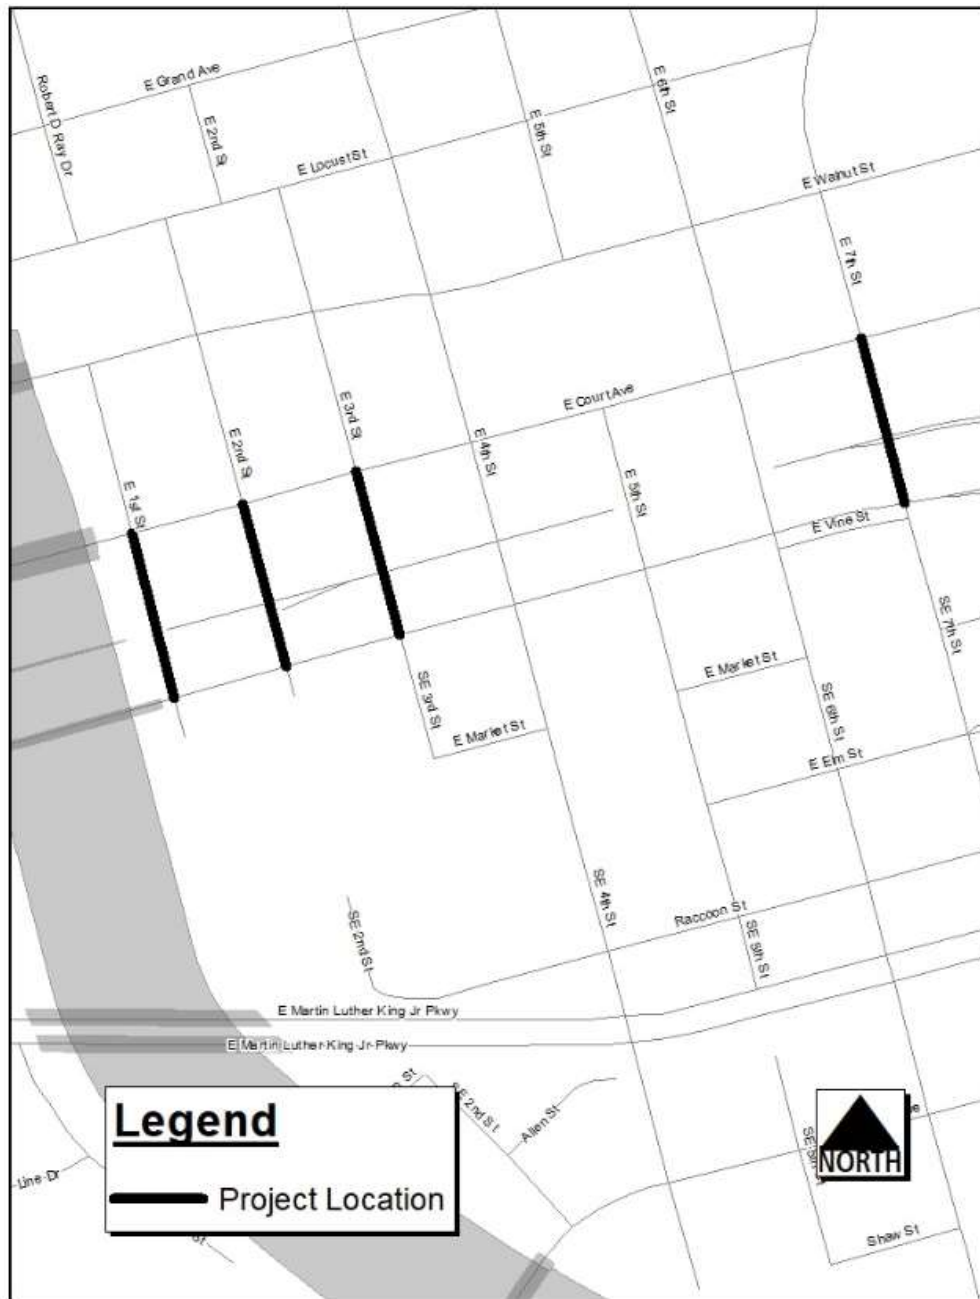 E Grand Ave
Robert D Ray Dr
E 2nd St
E Locust St
E 5th St
E 6th St
E Walnut St
E 7th St
E Court Ave
E 3rd St
E 2nd St
E 1st St
E 4th St
E 5th St
E Vine St
SE 7th St
E Market St
SE 3rd St
E Market St
SE 6th St
E Elm St
SE 4th St
Raccoon St
SE 2nd St
SE 5th St
E Martin Luther King Jr Pkwy
E Martin Luther King Jr Pkwy
St
SE 2nd St
Allen St
Legend
Project Location
Line Dr
NORTH
Shaw St